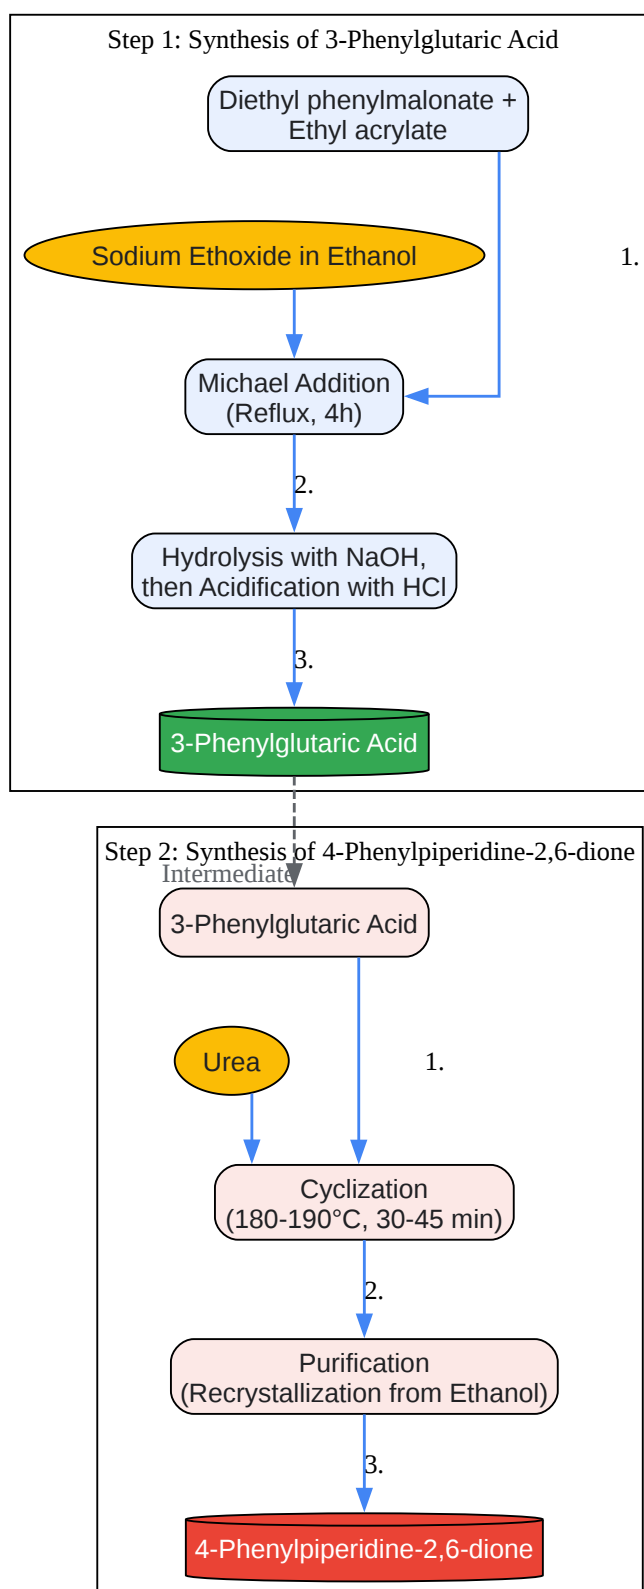 Step 1: Synthesis of 3-Phenylglutaric Acid
Diethyl phenylmalonate +
Ethyl acrylate
Sodium Ethoxide in Ethanol
1.
Michael Addition
(Reflux, 4h)
2.
Hydrolysis with NaOH,
then Acidification with HCl
3.
3-Phenylglutaric Acid
Step 2: Synthesis of 4-Phenylpiperidine-2,6-dione
Intermediate
3-Phenylglutaric Acid
Urea
1.
Cyclization
(180-190°C, 30-45 min)
2.
Purification
(Recrystallization from Ethanol)
3.
4-Phenylpiperidine-2,6-dione